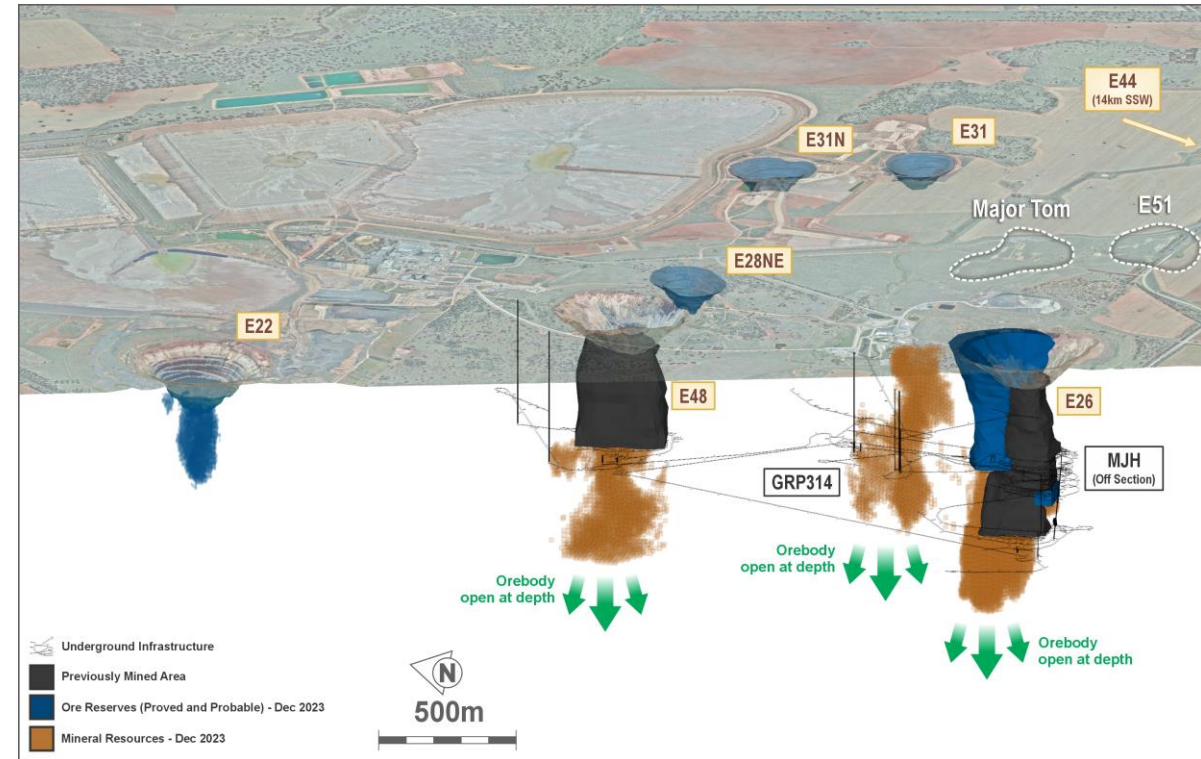 E44
(14km SSW)
E31N
E31
Major Tom
E51
E28NE
E22
E48
E26
GRP314
MJH
(Off Section)
Orebody
open at depth
Orebody
open at depth
Orebody
open at depth
Underground Infrastructure
Previously Mined Area
Ore Reserves (Proved and Probable) - Dec 2023
Mineral Resources - Dec 2023
N
500m